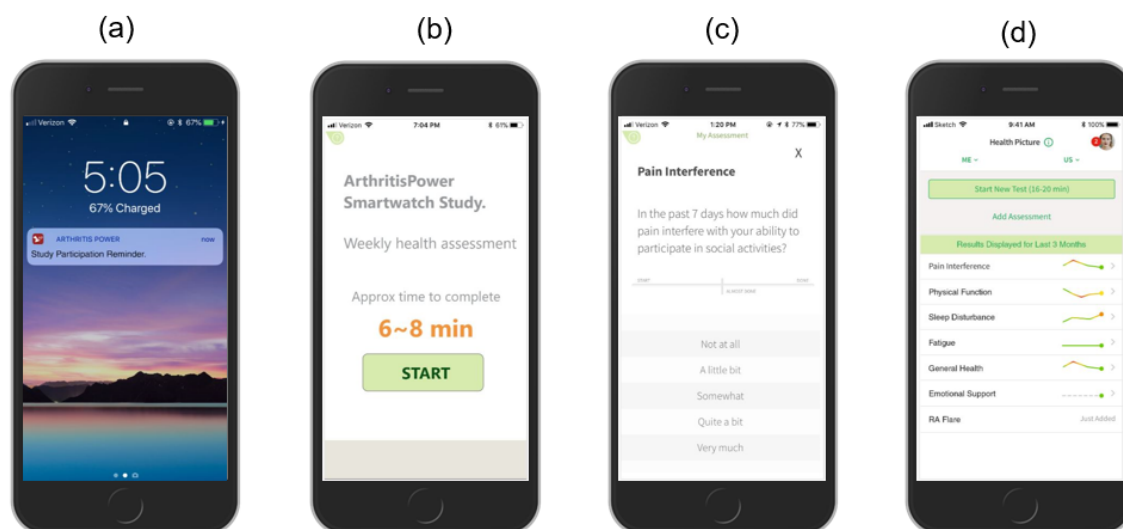 (a)
(b)
(c)
(d)
Verizon
67%
5:05
67% Charged
ARTHRITIS POWER
now
Study Participation Reminder.
Verizon
7:04 PM
61%
ArthritisPower
Smartwatch Study.
Weekly health assessment
Approx time to complete
6~8 min
START
Verizon
1:20 PM
77%
My Assessment
X
Pain Interference
In the past 7 days how much did
pain interfere with your ability to
participate in social activities?
START
ALMOST DONE
Not at all
A little bit
Somewhat
Quite a bit
Very much
Sketch
9:41 AM
100%
Health Picture
2
ME
US
Start New Test (16-20 min)
Add Assessment
Results Displayed for Last 3 Months
Pain Interference
Physical Function
Sleep Disturbance
Fatigue
General Health
Emotional Support
RA Flare
Just Added